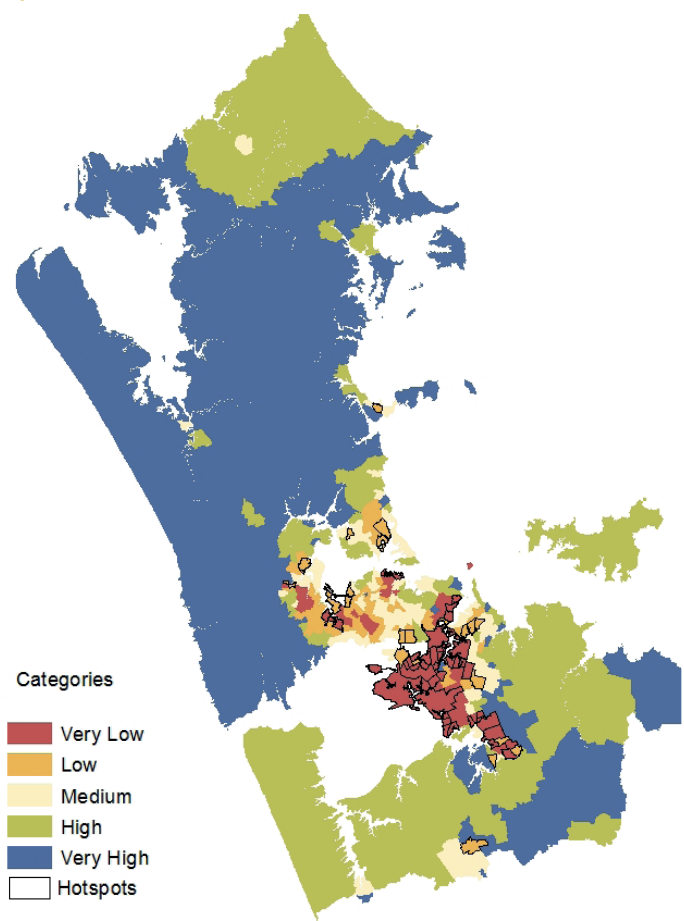 Categories
Very Low
Low
Medium
High
Very High
Hotspots